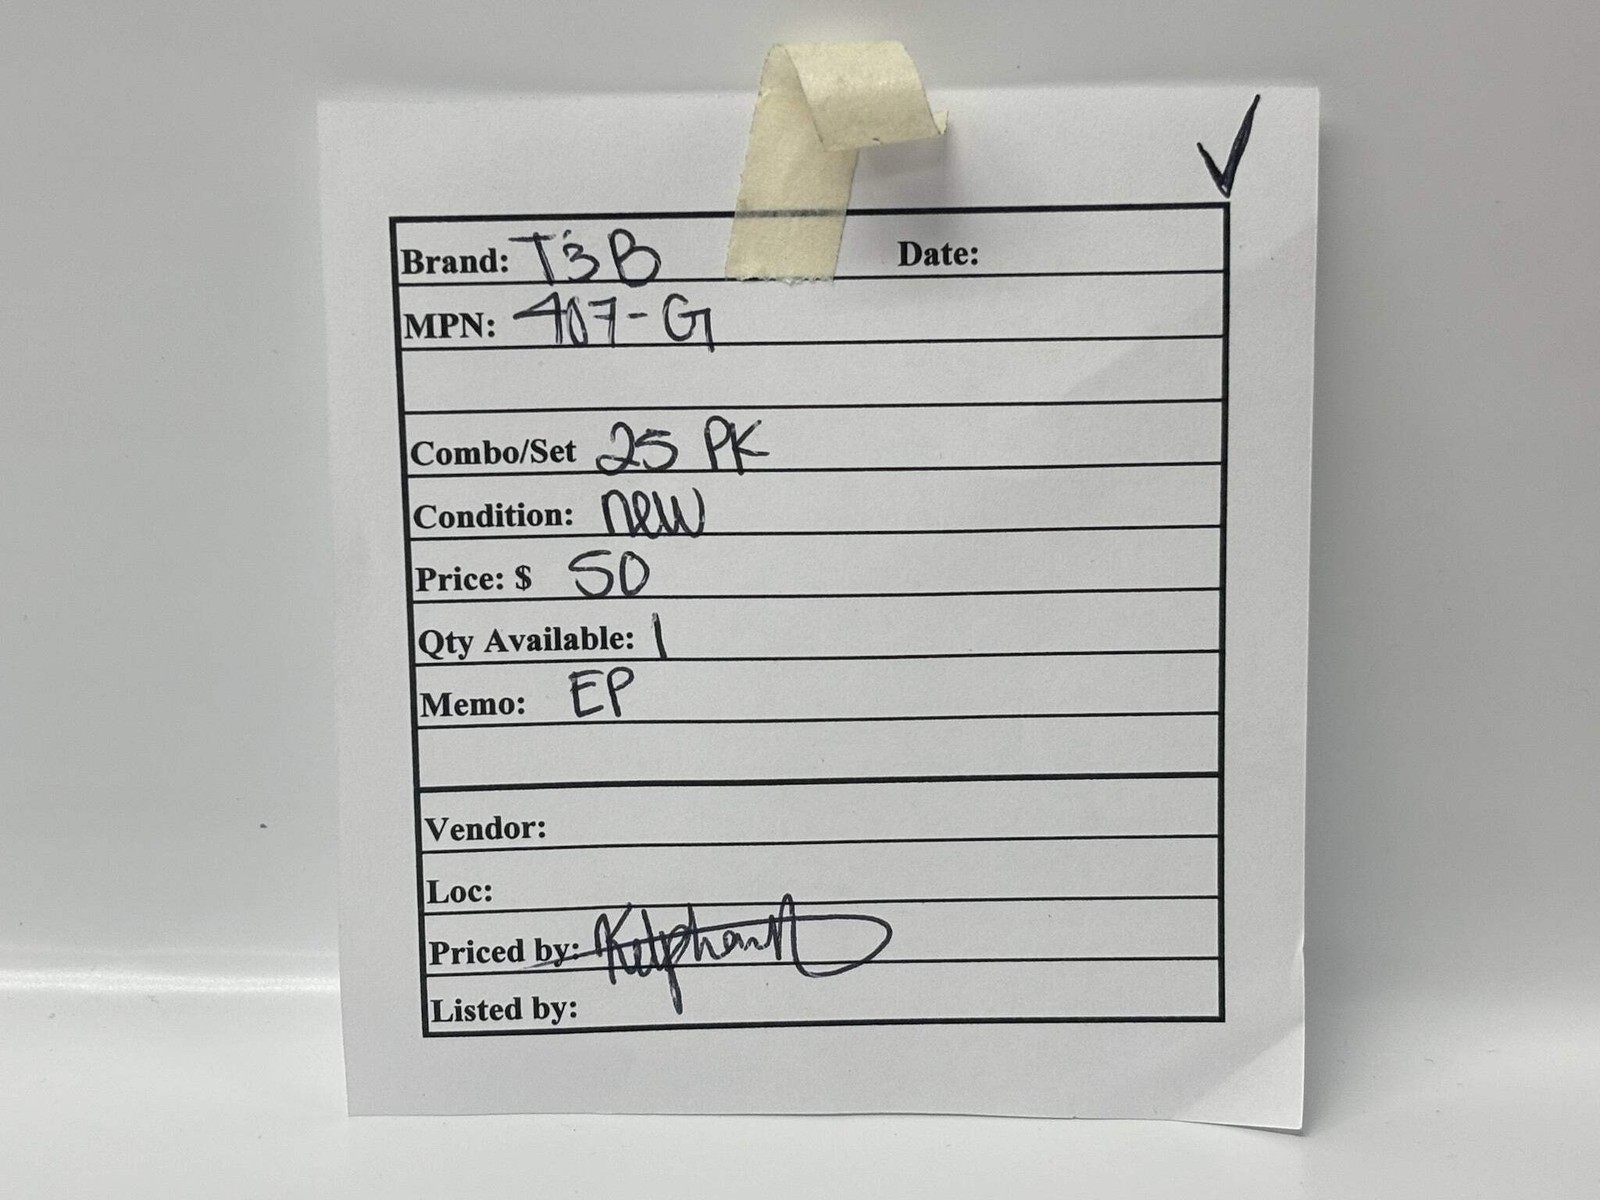 Brand: T3B Date:
MPN: 407-G
Combo/Set 25 PK
Condition: new
Price: $ 50
Qty Available: 1
Memo: EP
Vendor:
Loc:
Priced by:
Listed by: